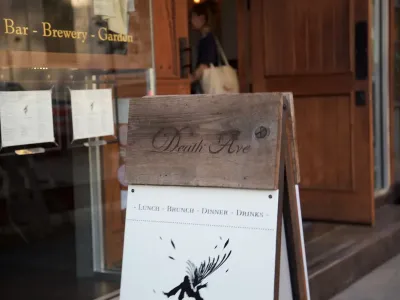 Bar - Brewery - Garden
Death Ave
- Lunch - Brunch - Dinner - Drinks -